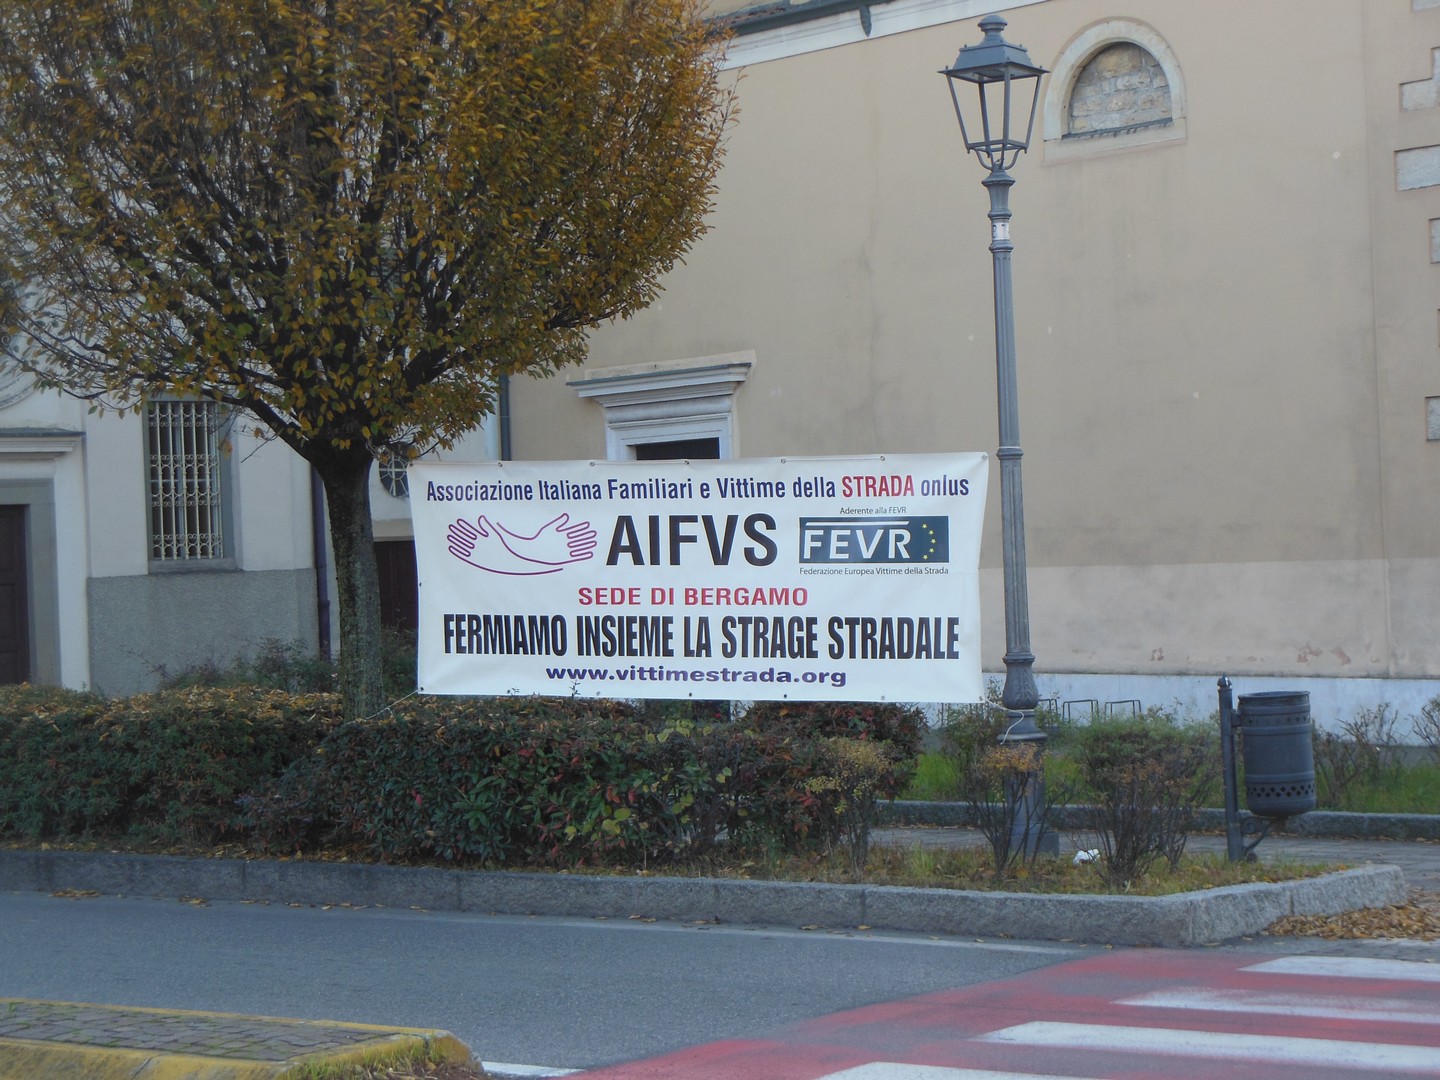 Associazione Italiana Familiari e Vittime della STRADA onlus
AIFVS
Aderente alla FEVR
FEVR
Federazione Europea Vittime della Strada
SEDE DI BERGAMO
FERMIAMO INSIEME LA STRAGE STRADALE
www.vittimestrada.org